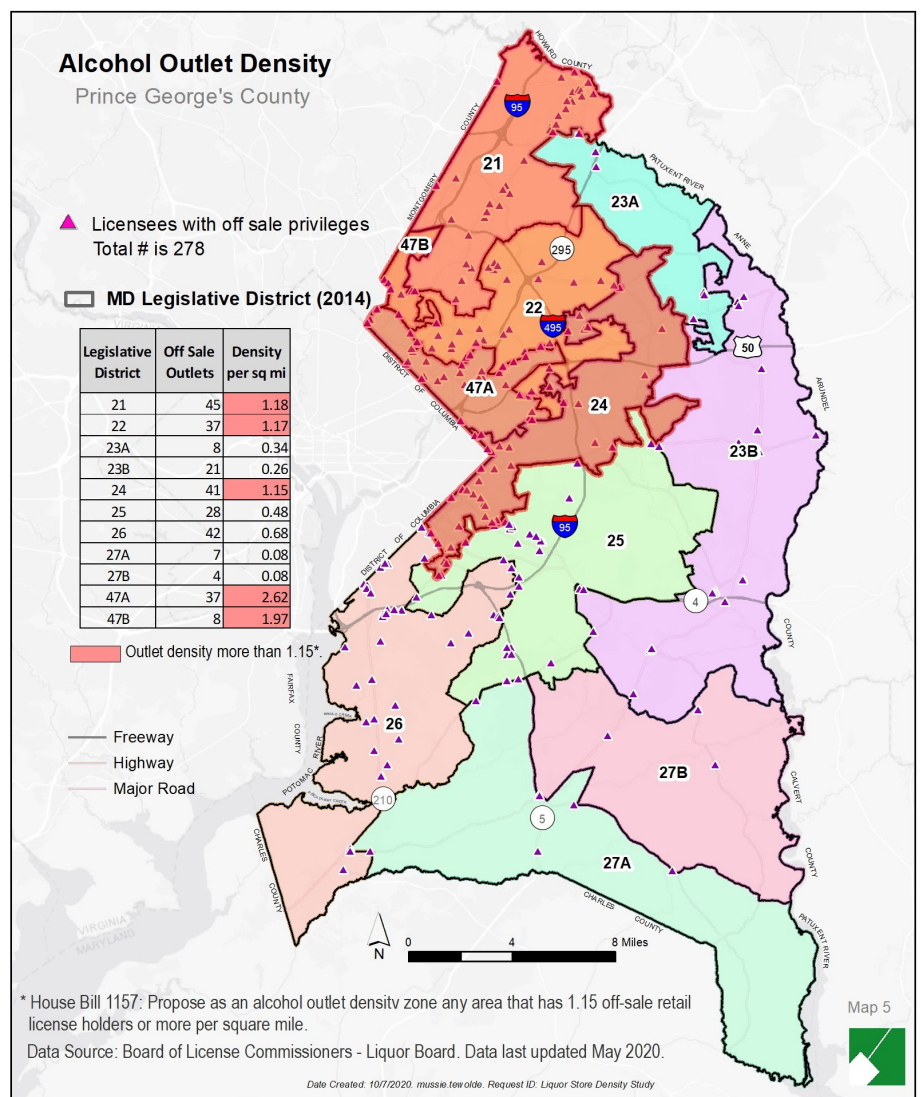 Alcohol Outlet Density
Prince George's County
Licensees with off sale privileges
Total # is 278
MD Legislative District (2014)
Legislative District Off Sale Outlets Density per sq mi
21 45 1.18
22 37 1.17
23A 8 0.34
23B 21 0.26
24 41 1.15
25 28 0.48
26 42 0.68
27A 7 0.08
27B 4 0.08
47A 37 2.62
47B 8 1.97
Outlet density more than 1.15*.
Freeway
Highway
Major Road
HOWARD COUNTY
95
MONTGOMERY COUNTY
21
PATUXENT RIVER
23A
47B
295
ANNE ARUNDEL COUNTY
22
495
50
DISTRICT OF COLUMBIA
47A
24
23B
DISTRICT OF COLUMBIA
95
25
4
FAIRFAX COUNTY
26
POTOMAC RIVER
210
27B
CALVERT COUNTY
5
27A
CHARLES COUNTY
CHARLES COUNTY
PATUXENT RIVER
VIRGINIA
MARYLAND
N
0 4 8 Miles
* House Bill 1157: Propose as an alcohol outlet density zone any area that has 1.15 off-sale retail
license holders or more per square mile.
Data Source: Board of License Commissioners - Liquor Board. Data last updated May 2020.
Map 5
Date Created: 10/7/2020. mussie.tewolde. Request ID: Liquor Store Density Study